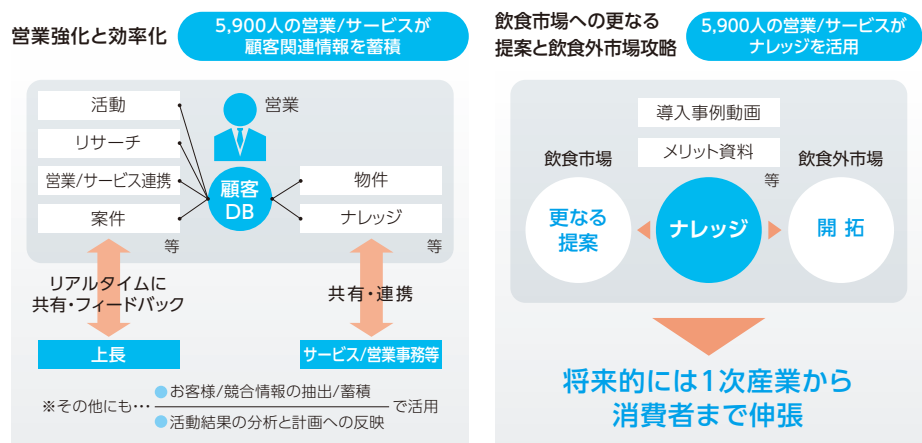 営業強化と効率化
5,900人の営業/サービスが
顧客関連情報を蓄積
営業
活動
リサーチ
営業/サービス連携
案件
等
顧客
DB
物件
ナレッジ
等
リアルタイムに
共有・フィードバック
共有・連携
上長
サービス/営業事務等
※その他にも…
お客様/競合情報の抽出/蓄積
活動結果の分析と計画への反映
で活用
飲食市場への更なる
提案と飲食外市場攻略
5,900人の営業/サービスが
ナレッジを活用
導入事例動画
メリット資料
等
飲食市場
更なる
提案
ナレッジ
飲食外市場
開拓
将来的には1次産業から
消費者まで伸張